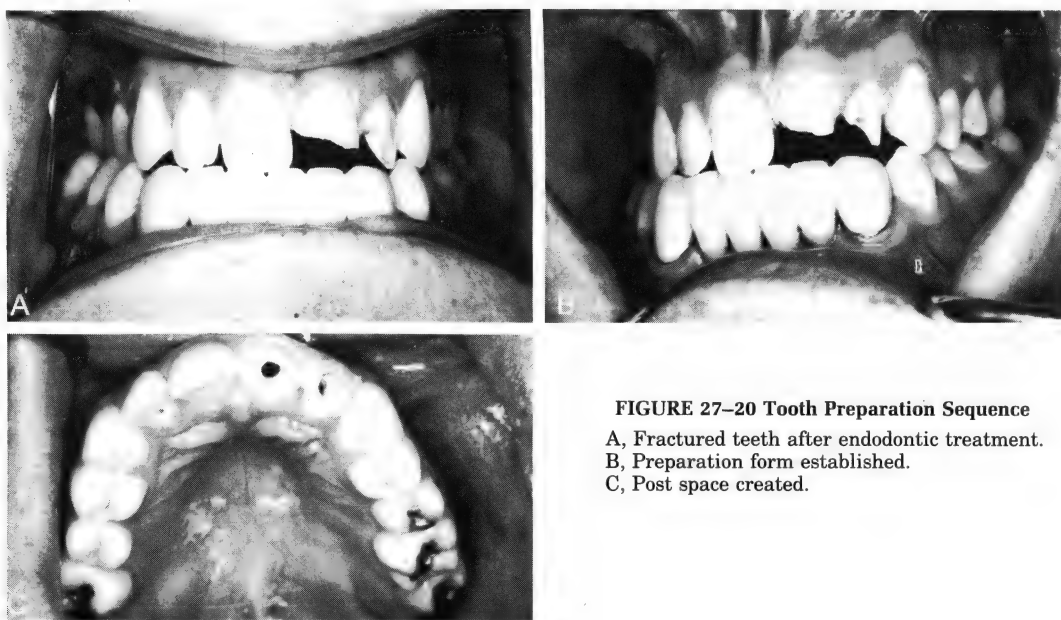 A
B
C
FIGURE 27–20 Tooth Preparation Sequence
A, Fractured teeth after endodontic treatment.
B, Preparation form established.
C, Post space created.